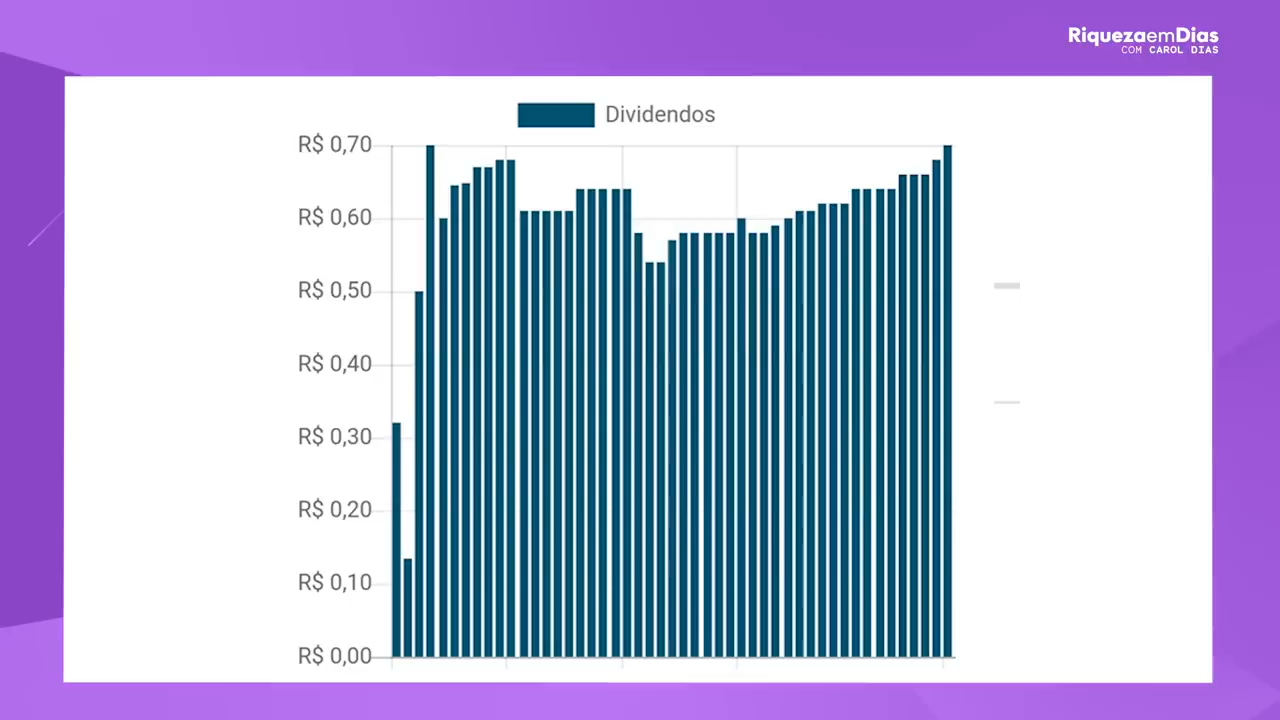 RiquezaemDias
COM CAROL DIAS
Dividendos
R$ 0,70
R$ 0,60
R$ 0,50
R$ 0,40
R$ 0,30
R$ 0,20
R$ 0,10
R$ 0,00